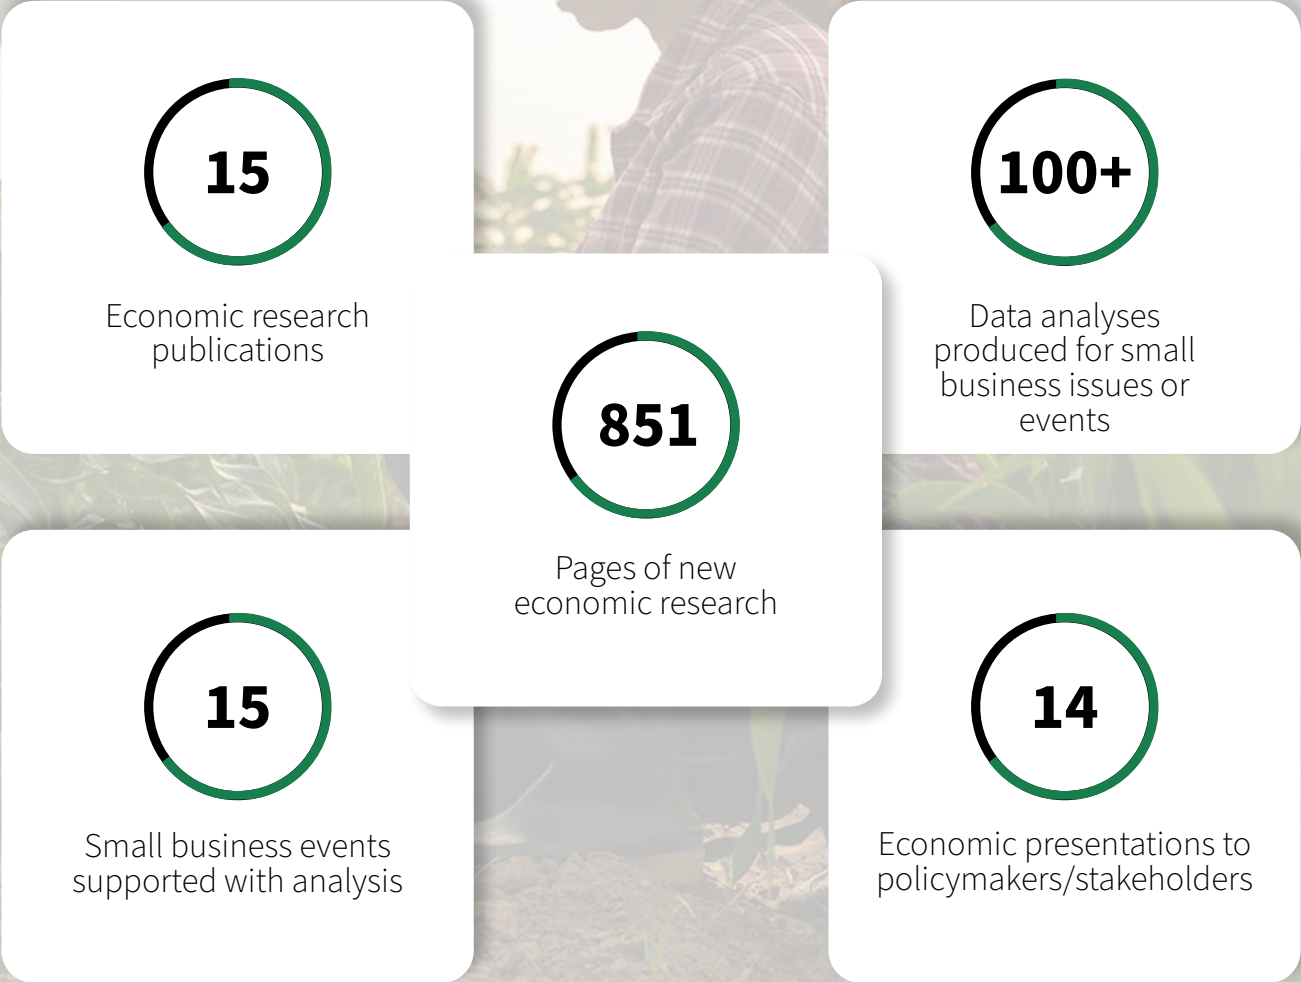 15
Economic research
publications
100+
Data analyses
produced for small
business issues or
events
851
Pages of new
economic research
15
Small business events
supported with analysis
14
Economic presentations to
policymakers/stakeholders